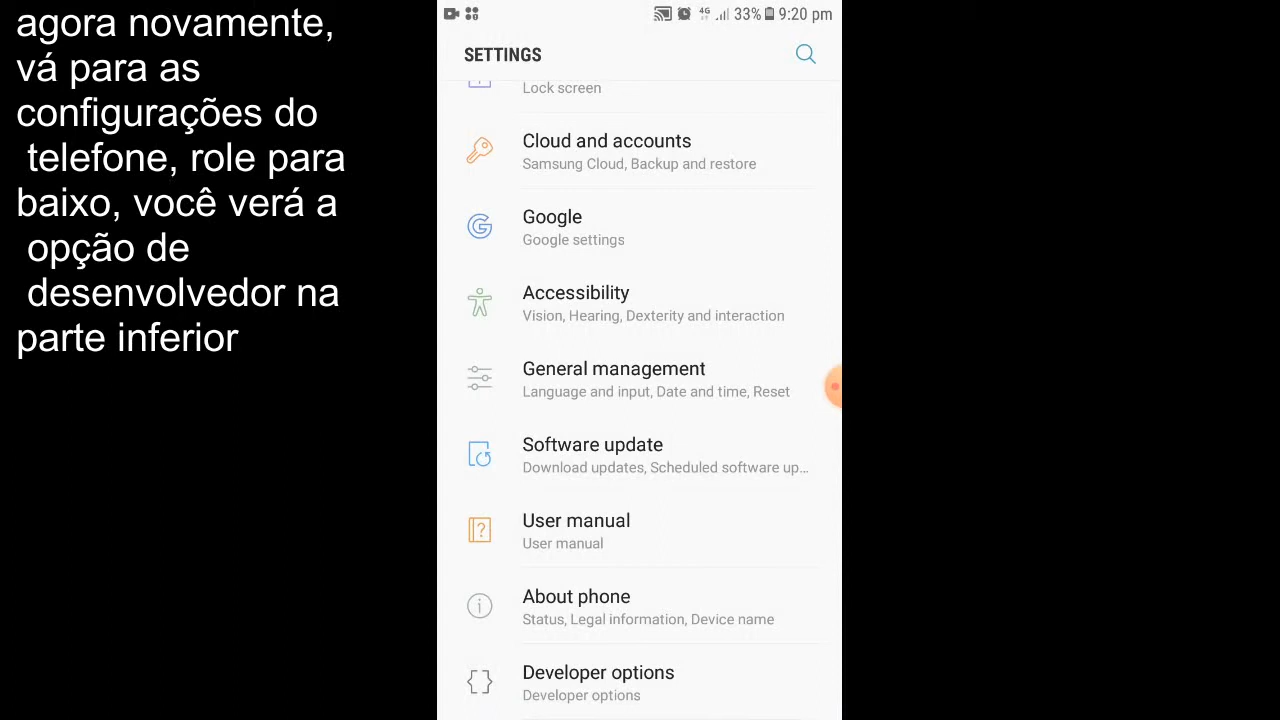 agora novamente,
vá para as
configurações do
telefone, role para
baixo, você verá a
opção de
desenvolvedor na
parte inferior
4G 33% 9:20 pm
SETTINGS
Lock screen
Cloud and accounts
Samsung Cloud, Backup and restore
Google
Google settings
Accessibility
Vision, Hearing, Dexterity and interaction
General management
Language and input, Date and time, Reset
Software update
Download updates, Scheduled software up...
User manual
User manual
About phone
Status, Legal information, Device name
Developer options
Developer options